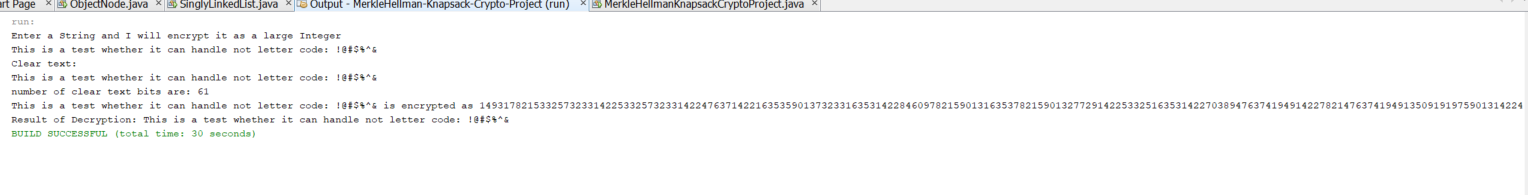 art Page ObjectNode.java SinglyLinkedList.java Output - MerkleHellman-Knapsack-Crypto-Project (run) MerkleHellmanKnapsackCryptoProject.java
run:
Enter a String and I will encrypt it as a large Integer
This is a test whether it can handle not letter code: !@#$%^&
Clear text:
This is a test whether it can handle not letter code: !@#$%^&
number of clear text bits are: 61
This is a test whether it can handle not letter code: !@#$%^& is encrypted as 149317821533257323314225332573233142247637142216353590137323316353142284609782159013163537821590132772914225332516353142270389476374194914227821476374194913509191975901314224
Result of Decryption: This is a test whether it can handle not letter code: !@#$%^&
BUILD SUCCESSFUL (total time: 30 seconds)